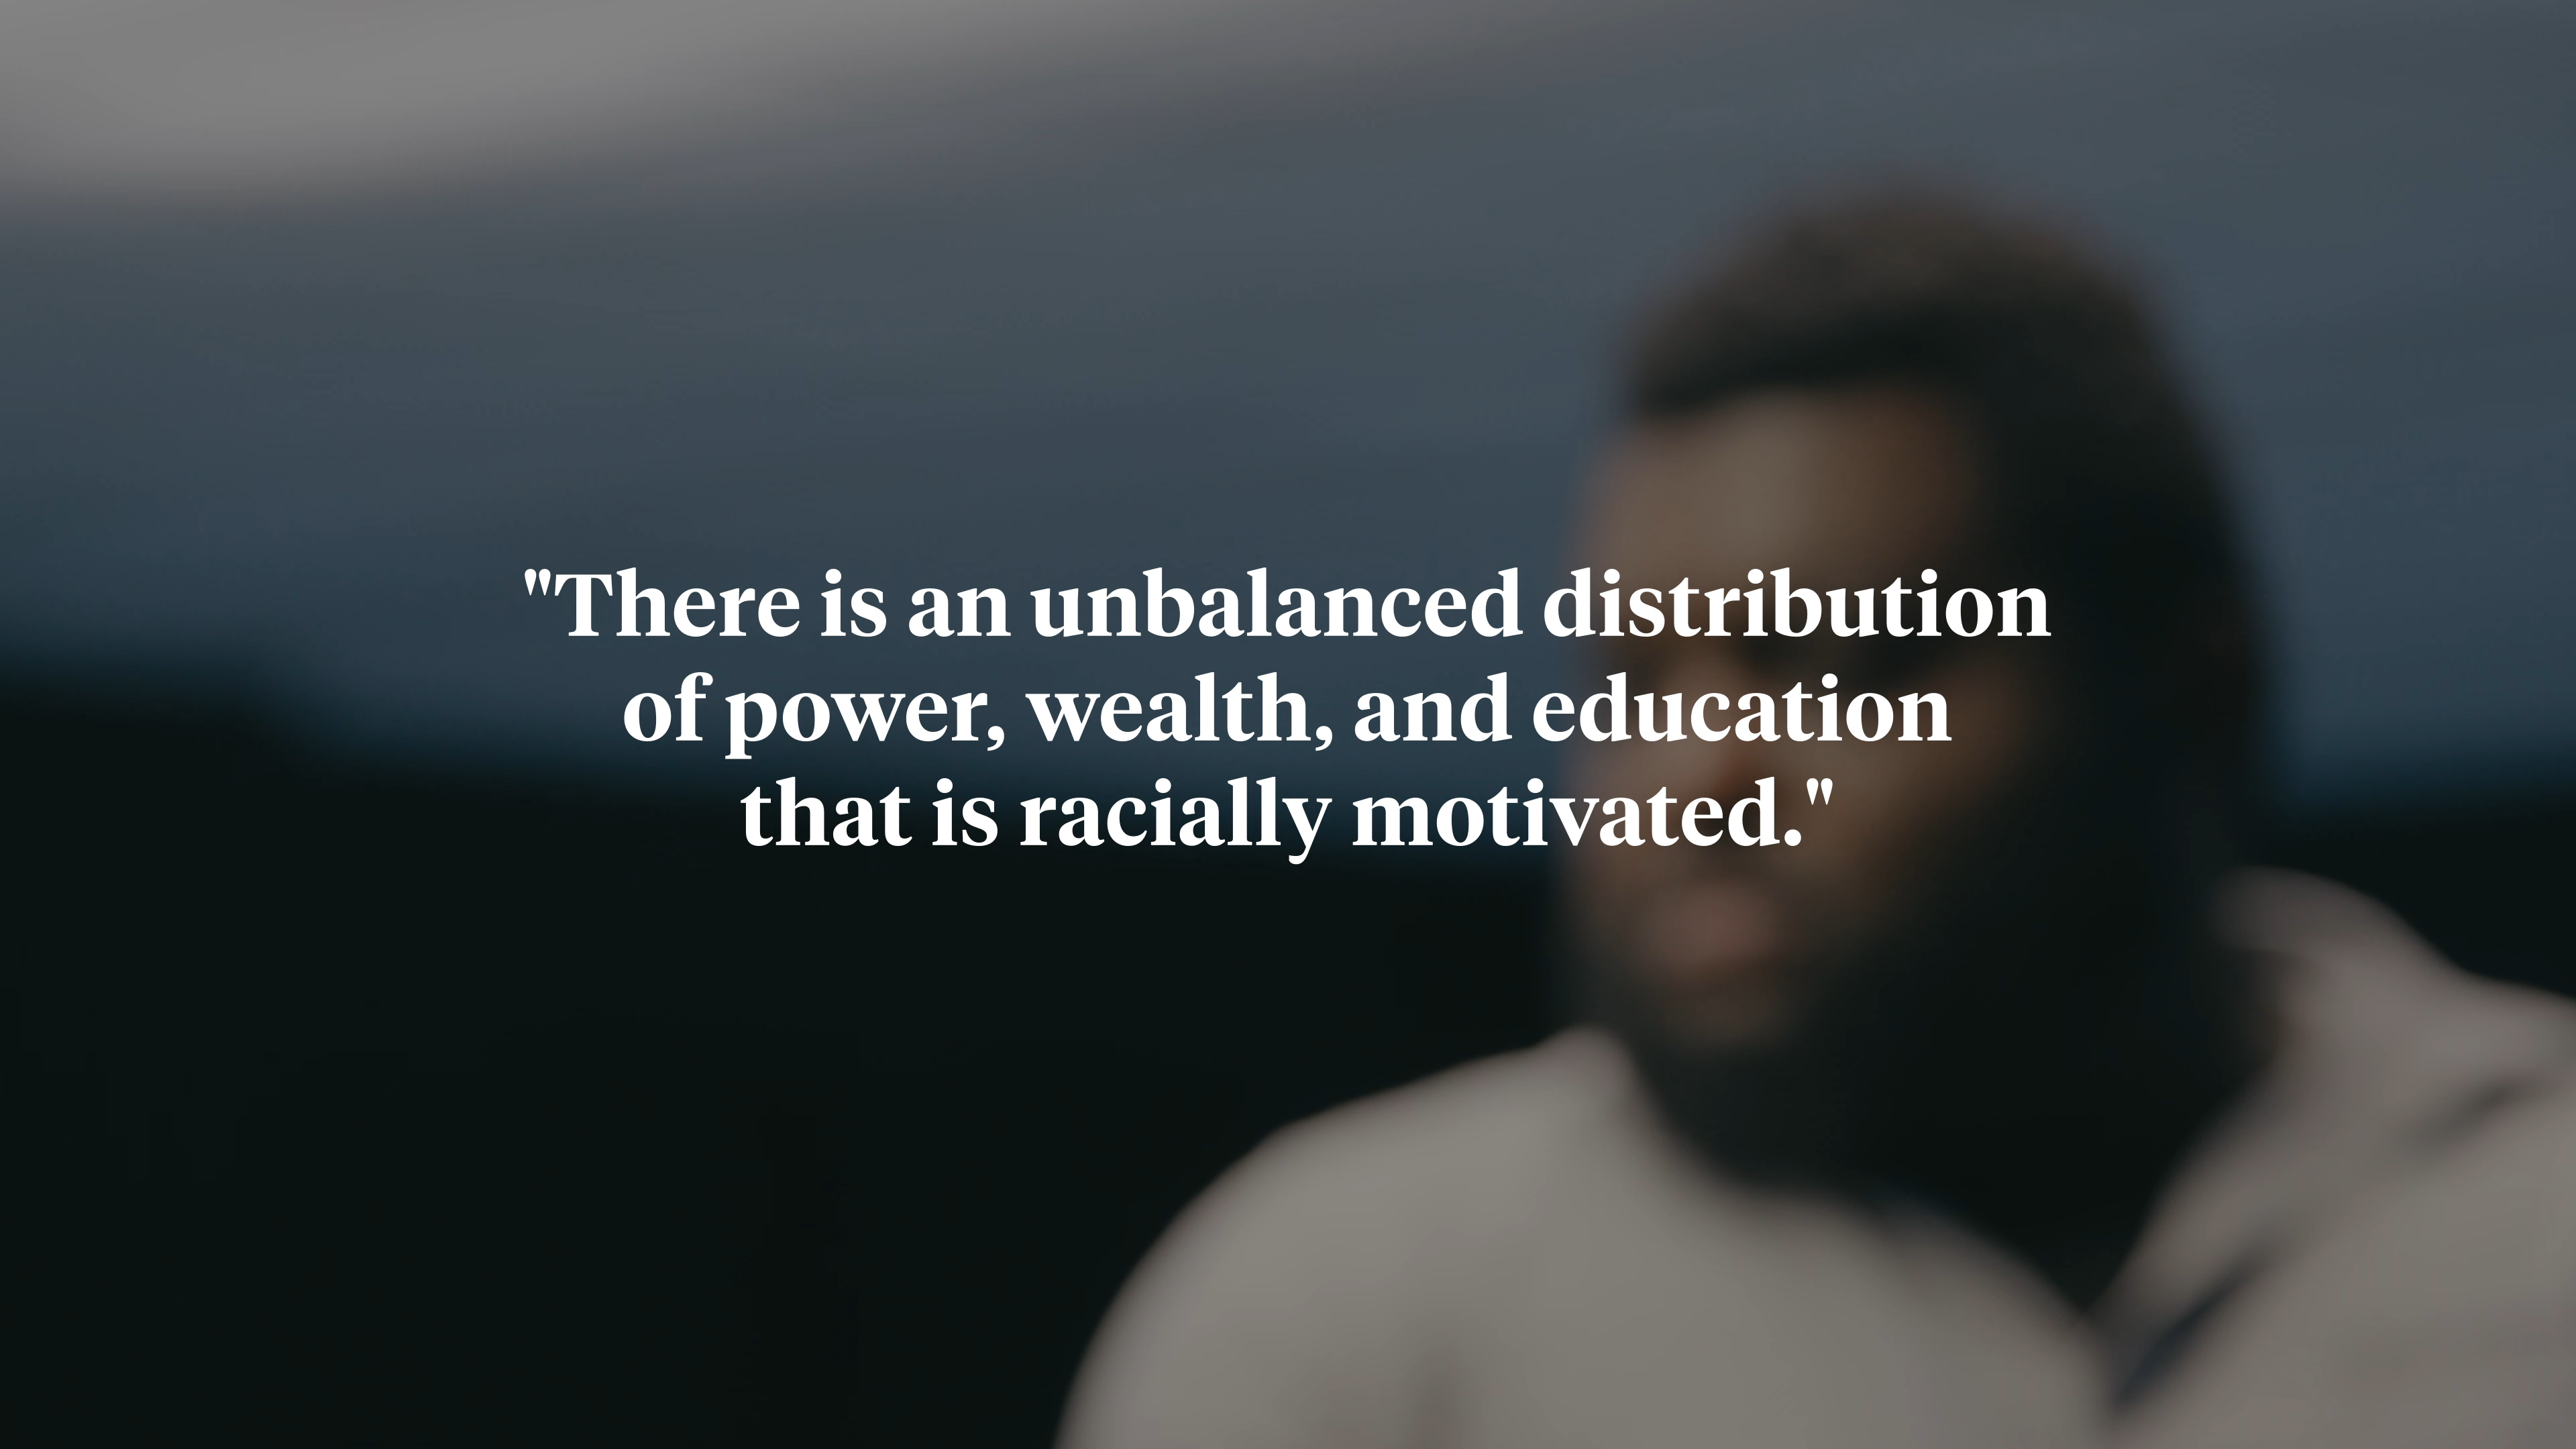 "There is an unbalanced distribution
of power, wealth, and education
that is racially motivated."